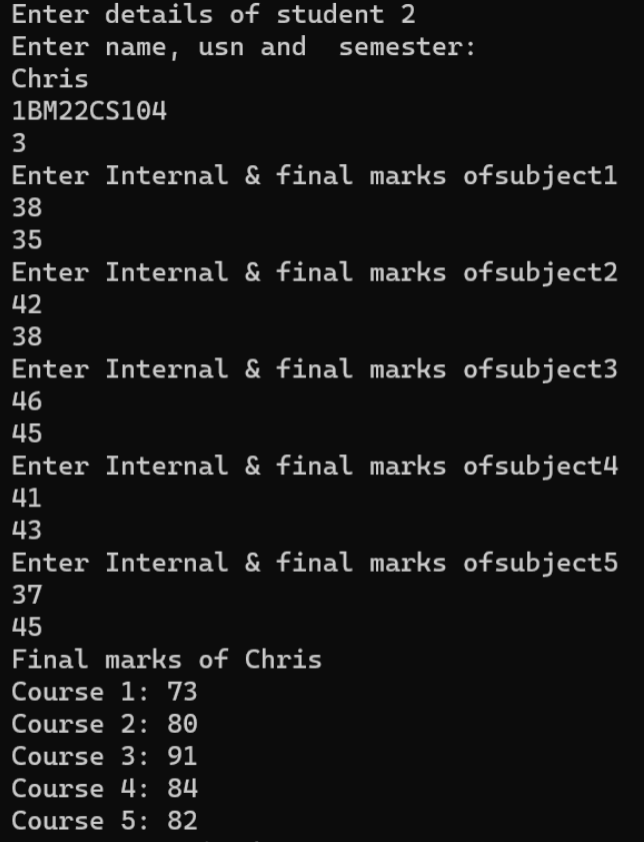 Enter details of student 2
Enter name, usn and  semester:
Chris
1BM22CS104
3
Enter Internal & final marks ofsubject1
38
35
Enter Internal & final marks ofsubject2
42
38
Enter Internal & final marks ofsubject3
46
45
Enter Internal & final marks ofsubject4
41
43
Enter Internal & final marks ofsubject5
37
45
Final marks of Chris
Course 1: 73
Course 2: 80
Course 3: 91
Course 4: 84
Course 5: 82